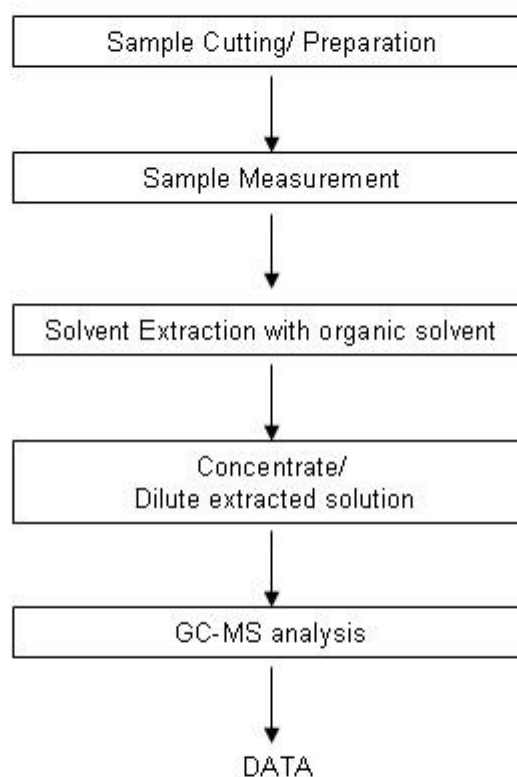 Sample Cutting/ Preparation
Sample Measurement
Solvent Extraction with organic solvent
Concentrate/
Dilute extracted solution
GC-MS analysis
DATA